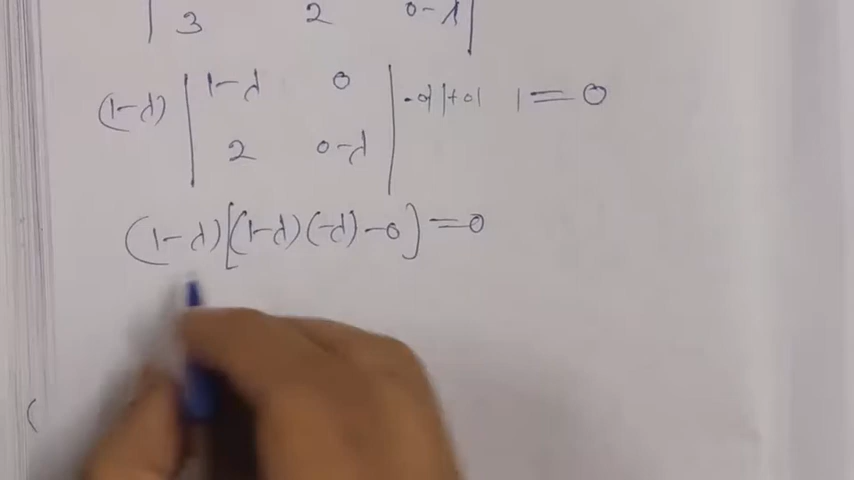 | 3 2 0-λ |
(1-λ) | 1-λ 0 | -0| |+0| | =0
| 2 0-λ |
(1-λ)[(1-λ)(-λ)-0]=0
(